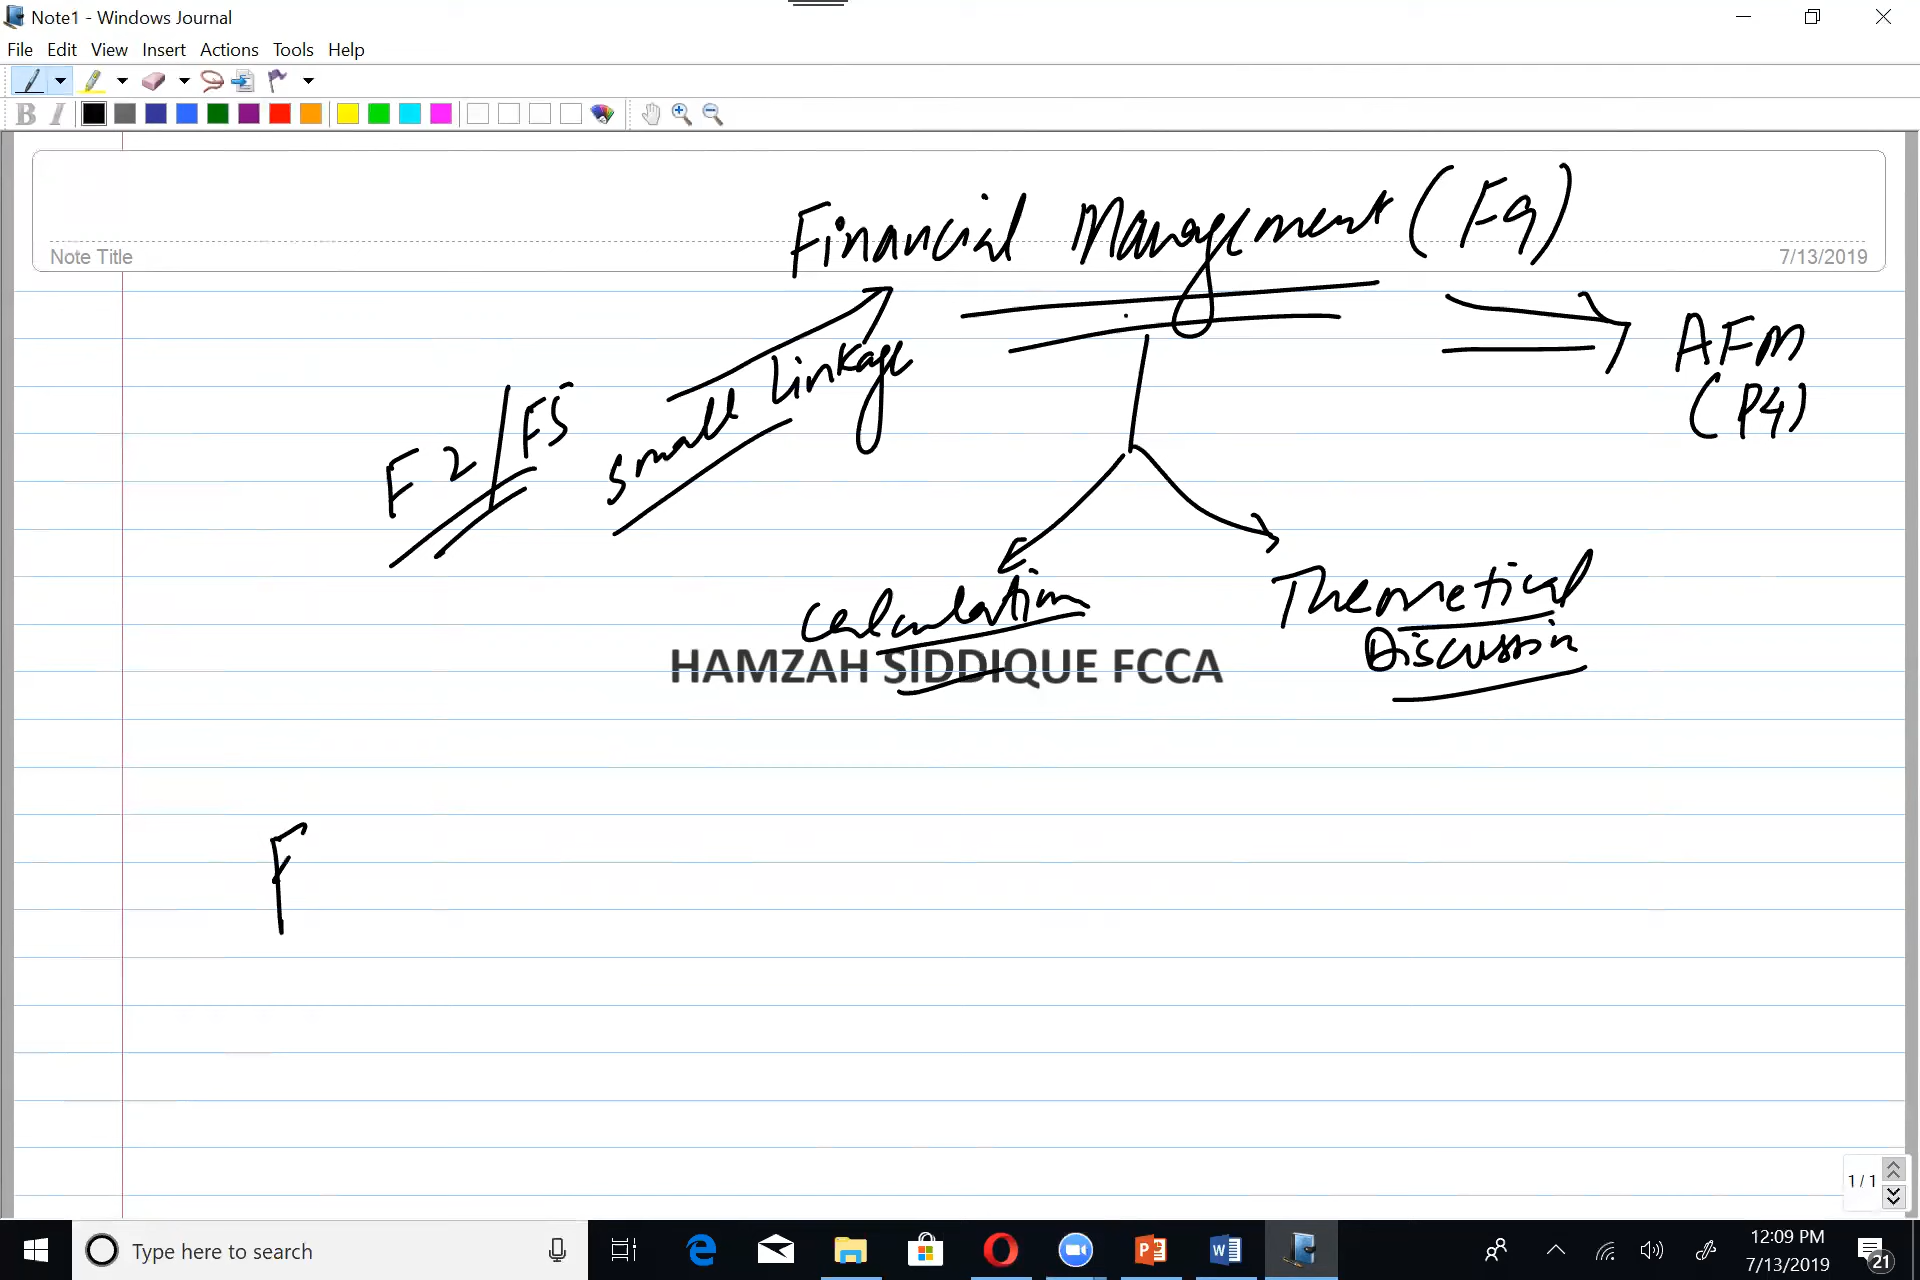 Note1 - Windows Journal
File Edit View Insert Actions Tools Help
B I
Financial Management (F9)
Note Title
7/13/2019
F2/F5
small linkage
AFM
(P4)
Calculation
Theoretical
Discussion
HAMZAH SIDDIQUE FCCA
F
1 / 1
Type here to search
12:09 PM
7/13/2019
21